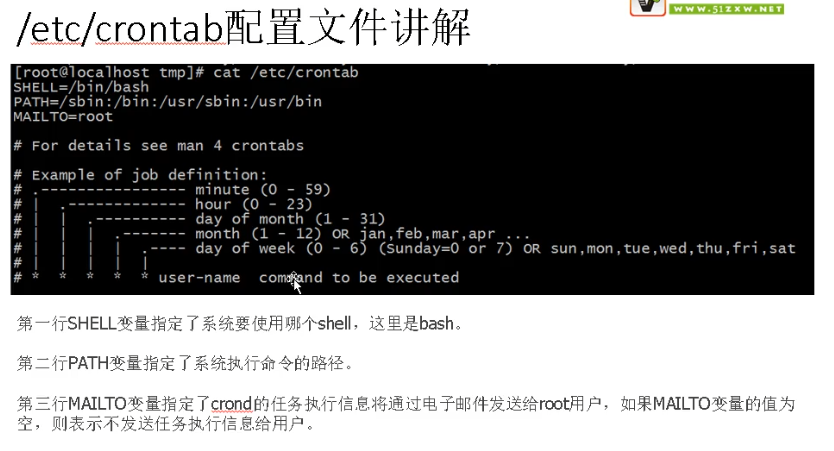 /etc/crontab配置文件讲解
WWW.51ZXW.NET
[root@localhost tmp]# cat /etc/crontab
SHELL=/bin/bash
PATH=/sbin:/bin:/usr/sbin:/usr/bin
MAILTO=root
# For details see man 4 crontabs
# Example of job definition:
# .---------------- minute (0 - 59)
# |  .------------- hour (0 - 23)
# |  |  .---------- day of month (1 - 31)
# |  |  |  .------- month (1 - 12) OR jan,feb,mar,apr ...
# |  |  |  |  .---- day of week (0 - 6) (Sunday=0 or 7) OR sun,mon,tue,wed,thu,fri,sat
# |  |  |  |  |
# *  *  *  *  * user-name  command to be executed
第一行SHELL变量指定了系统要使用哪个shell，这里是bash。
第二行PATH变量指定了系统执行命令的路径。
第三行MAILTO变量指定了crond的任务执行信息将通过电子邮件发送给root用户，如果MAILTO变量的值为
空，则表示不发送任务执行信息给用户。